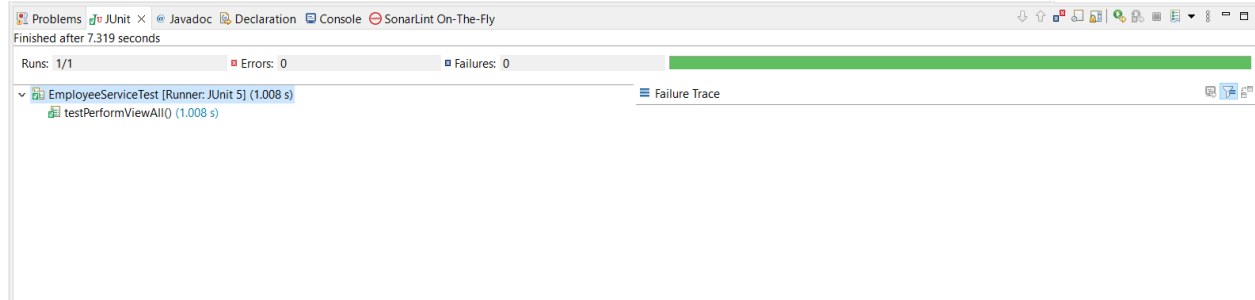 Problems JUnit × @ Javadoc Declaration Console SonarLint On-The-Fly
Finished after 7.319 seconds
Runs: 1/1 Errors: 0 Failures: 0
EmployeeServiceTest [Runner: JUnit 5] (1.008 s)
testPerformViewAll() (1.008 s)
Failure Trace